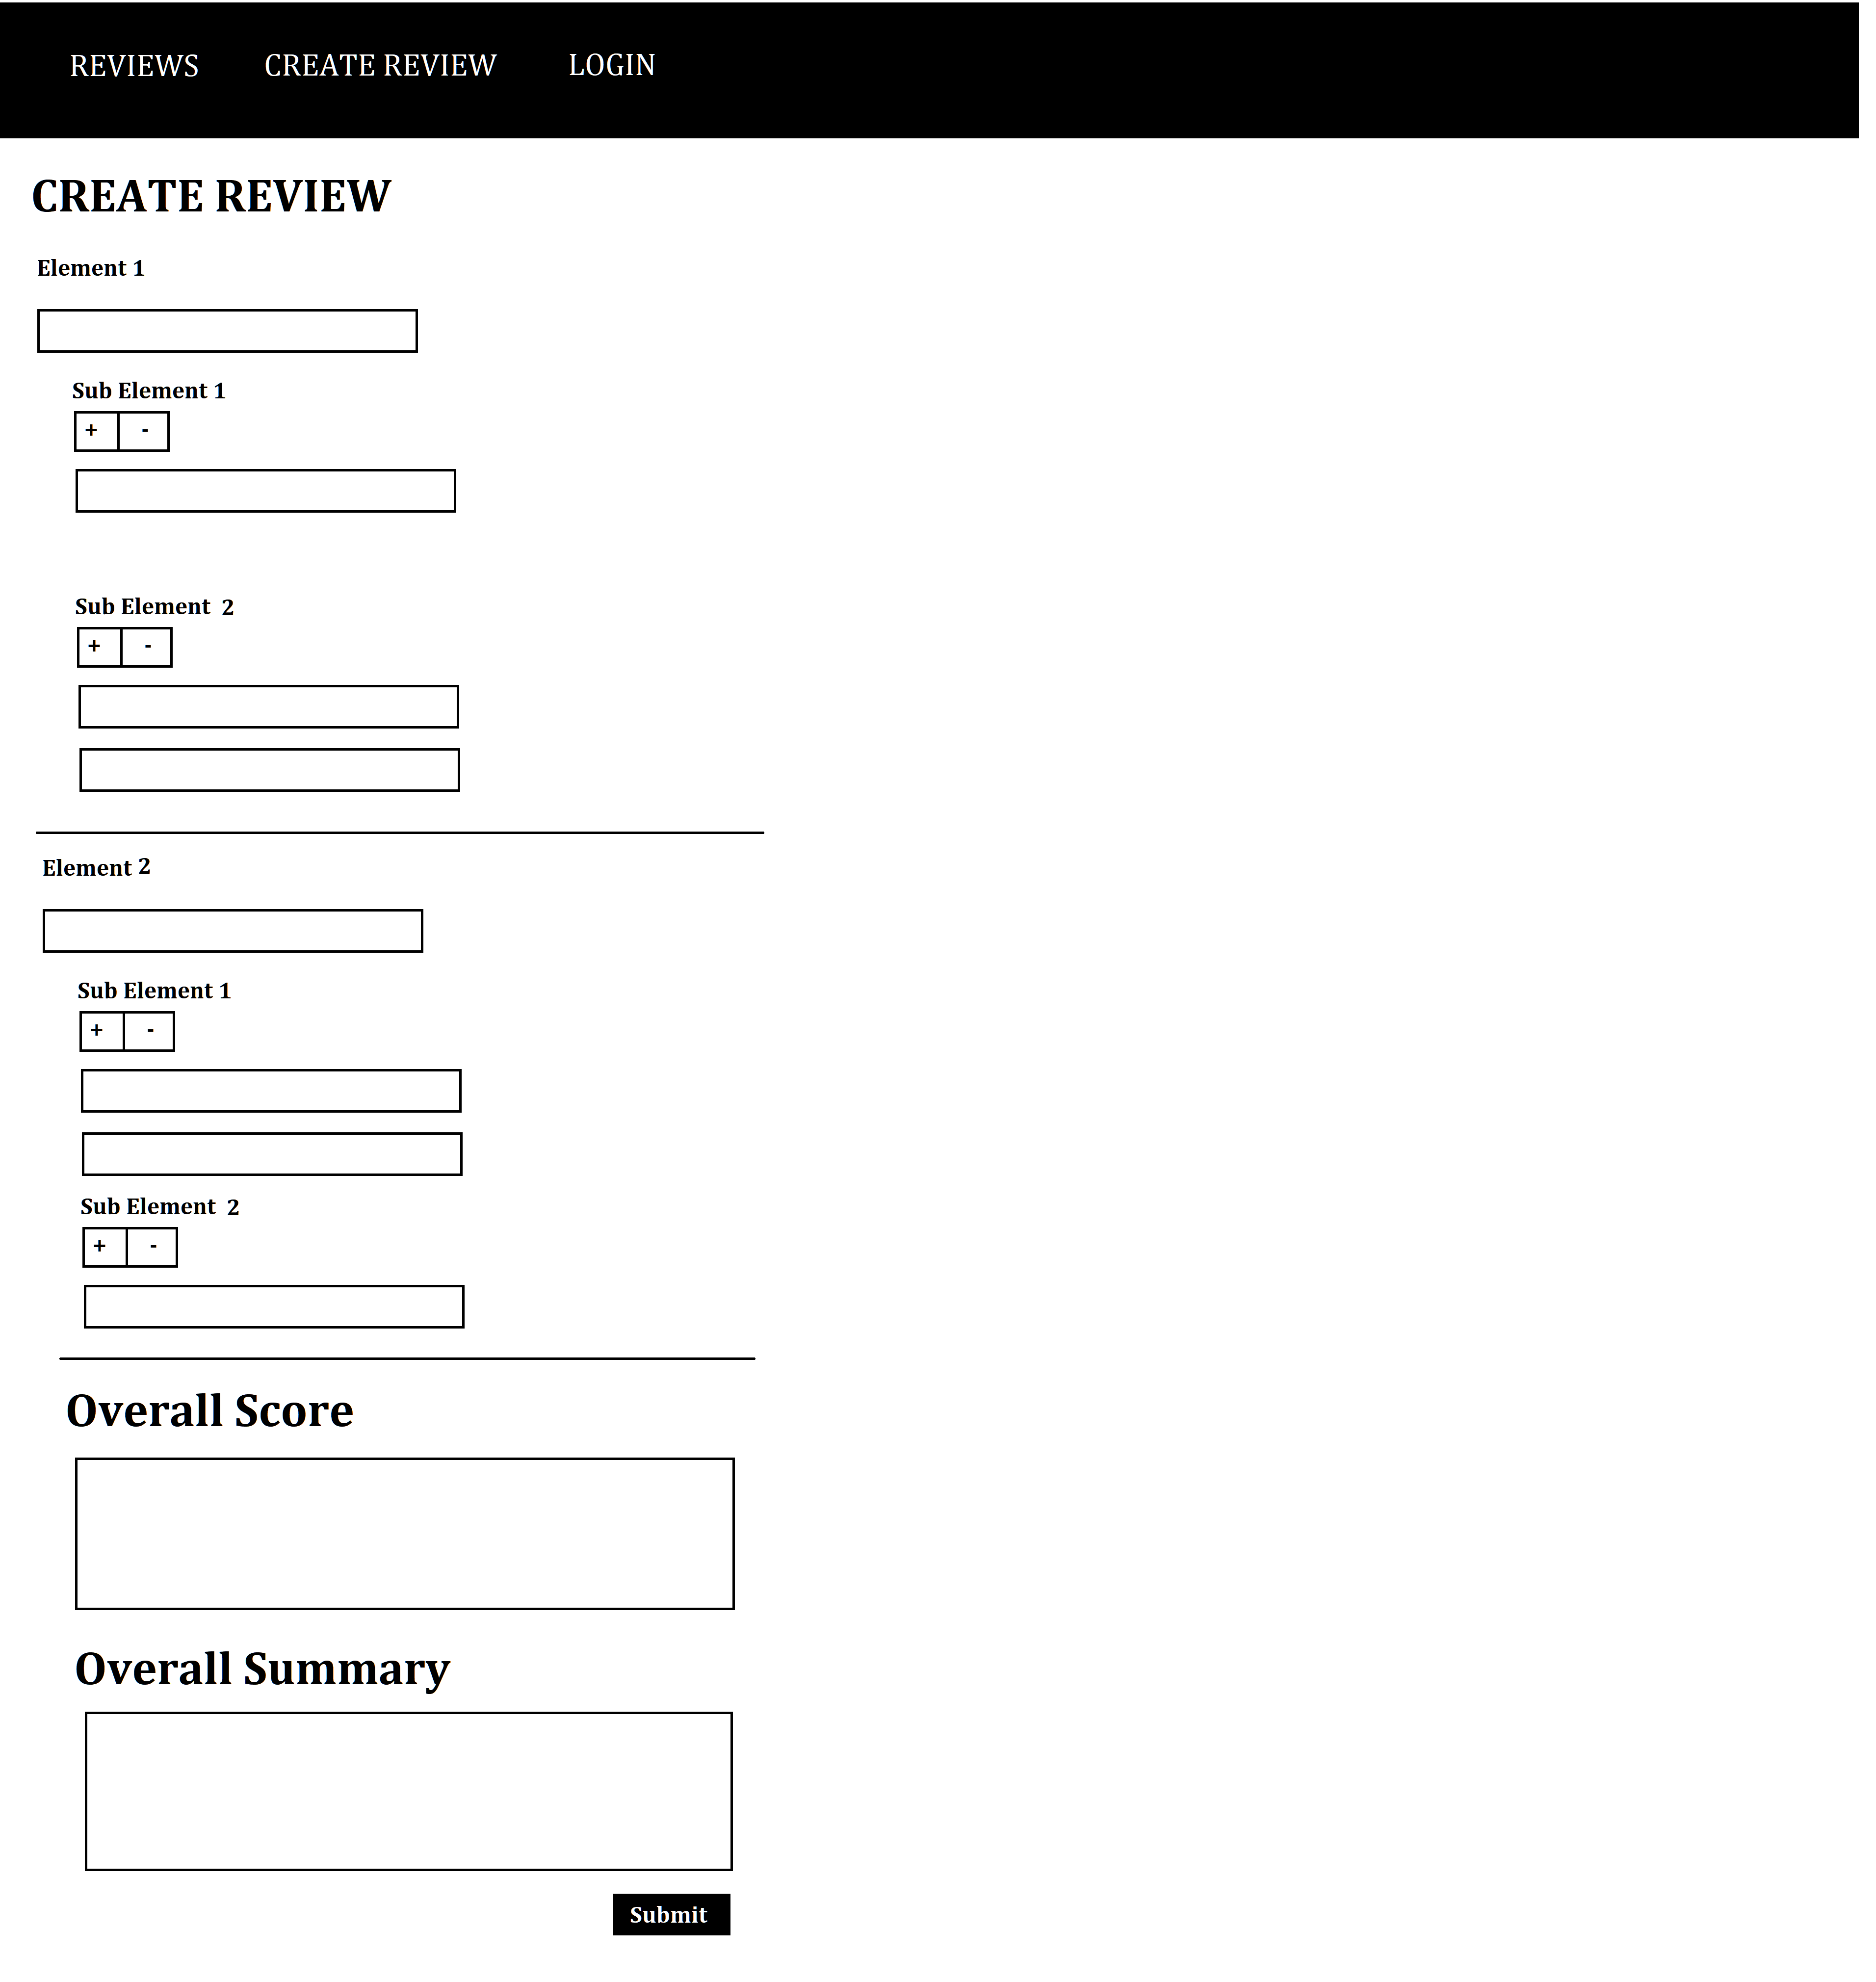 REVIEWS CREATE REVIEW LOGIN
CREATE REVIEW
Element 1
Sub Element 1
+ -
Sub Element 2
+ -
Element 2
Sub Element 1
+ -
Sub Element 2
+ -
Overall Score
Overall Summary
Submit